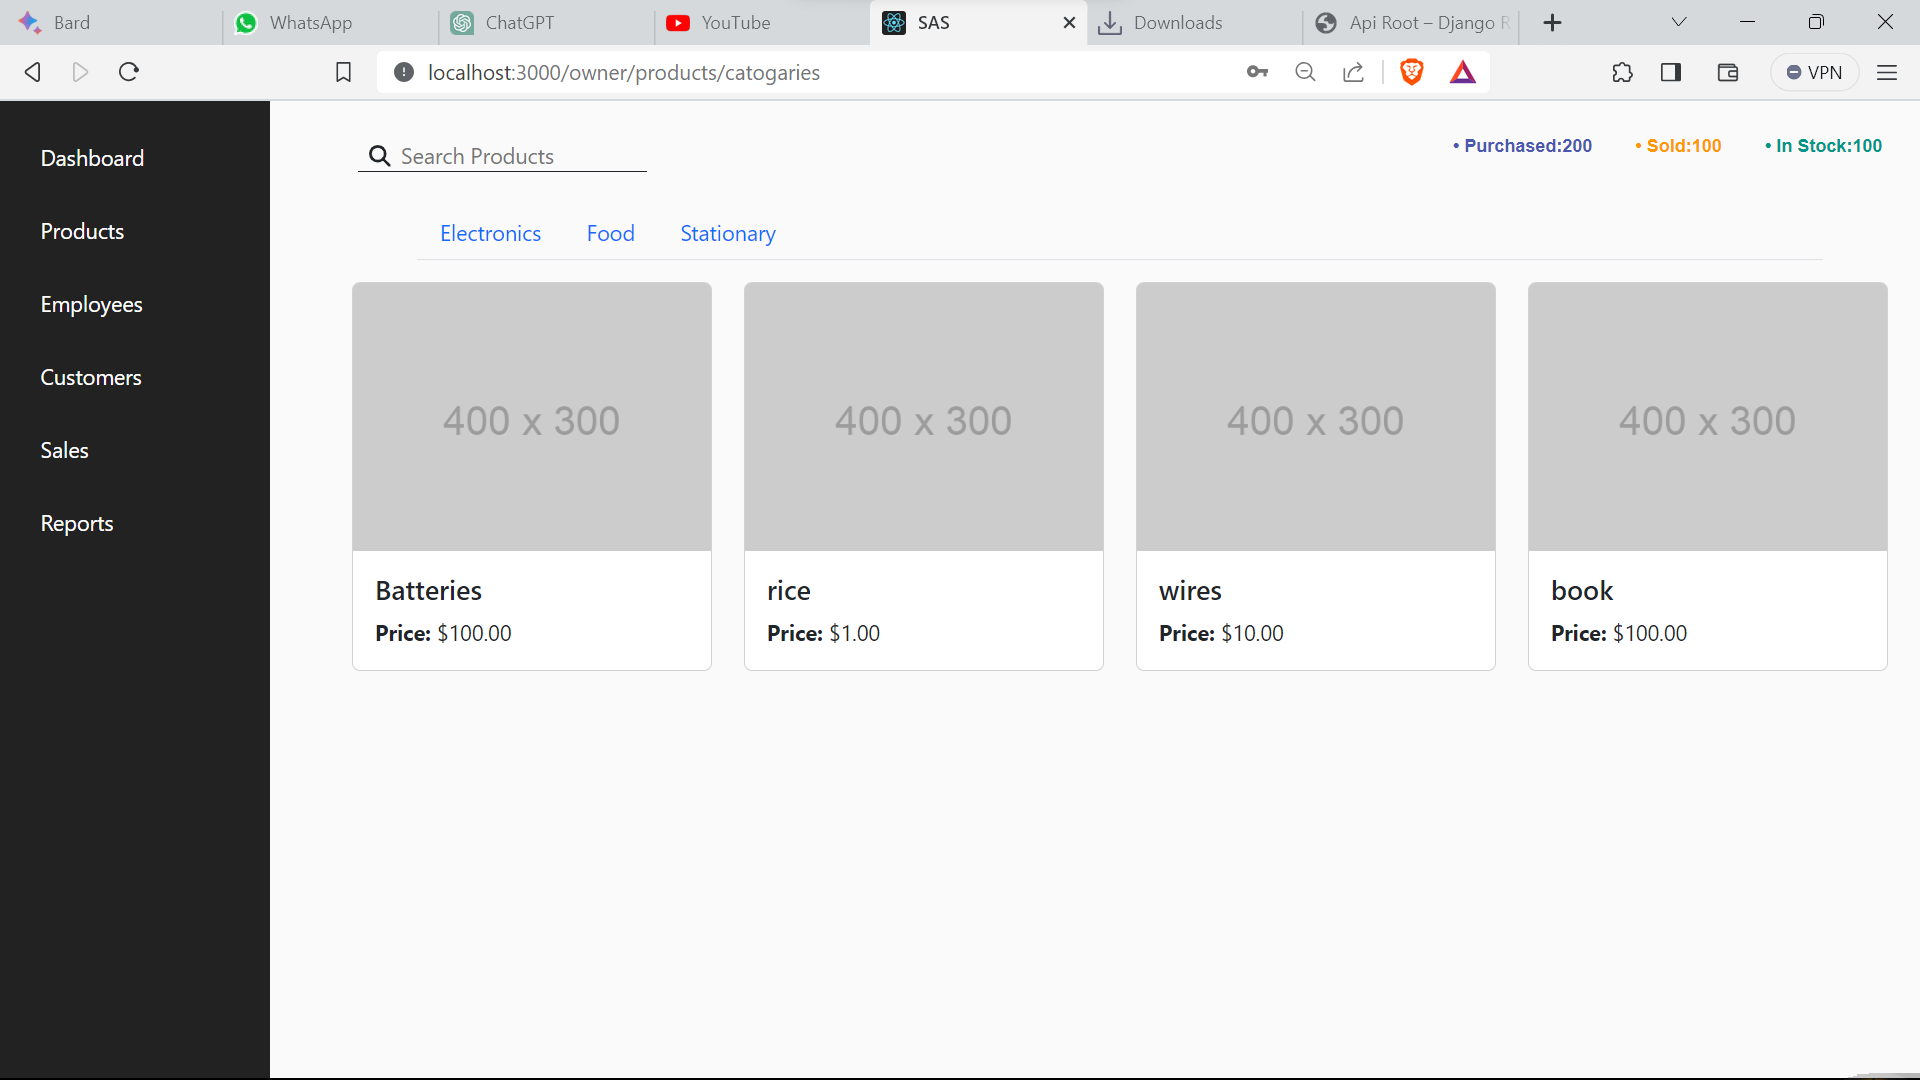 Bard
WhatsApp
ChatGPT
YouTube
SAS
Downloads
Api Root – Django R
localhost:3000/owner/products/catogaries
VPN
Dashboard
Products
Employees
Customers
Sales
Reports
Search Products
• Purchased:200
• Sold:100
• In Stock:100
Electronics
Food
Stationary
400 x 300
400 x 300
400 x 300
400 x 300
Batteries
Price: $100.00
rice
Price: $1.00
wires
Price: $10.00
book
Price: $100.00